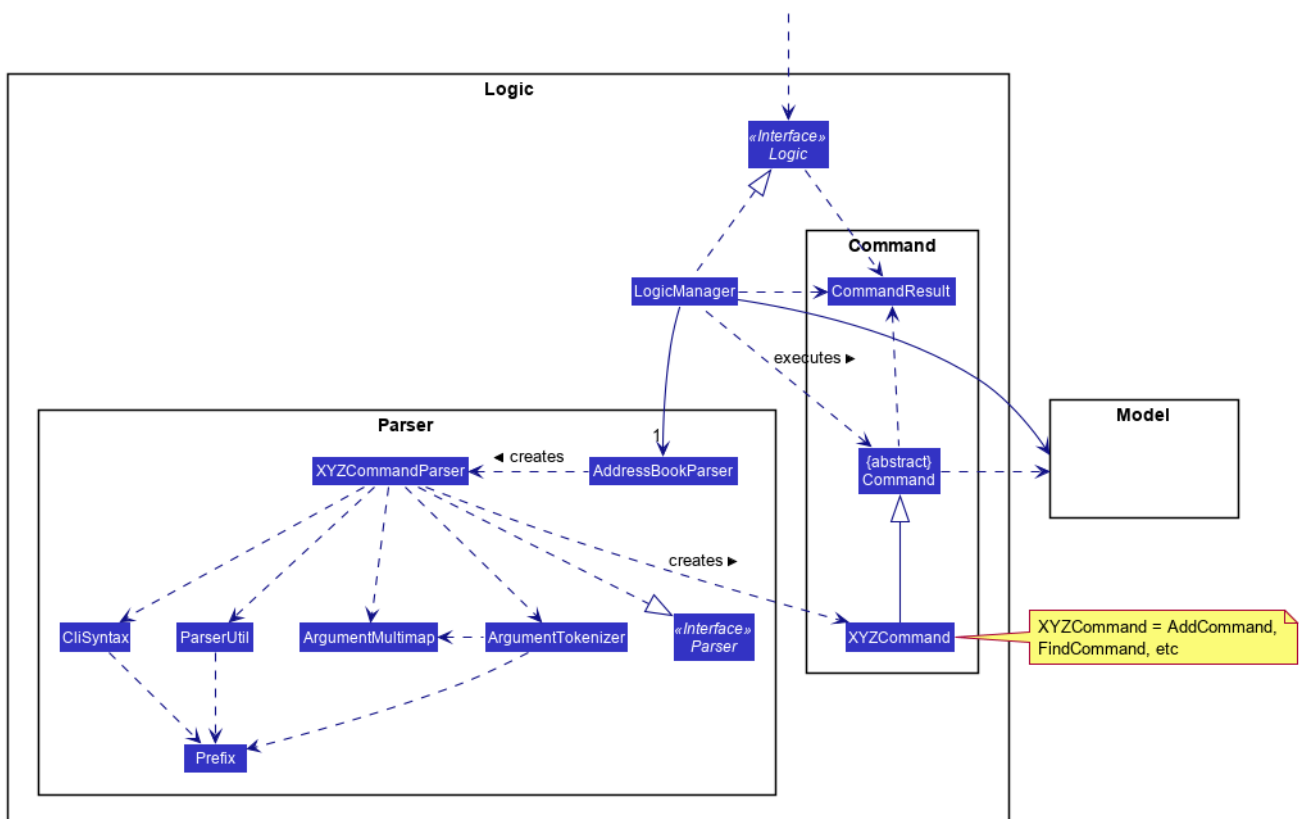 Logic
«Interface»
Logic
Command
LogicManager
CommandResult
executes ►
Parser
Model
1
◄ creates
XYZCommandParser
AddressBookParser
{abstract}
Command
creates ►
CliSyntax
ParserUtil
ArgumentMultimap
ArgumentTokenizer
«Interface»
Parser
XYZCommand
XYZCommand = AddCommand,
FindCommand, etc
Prefix